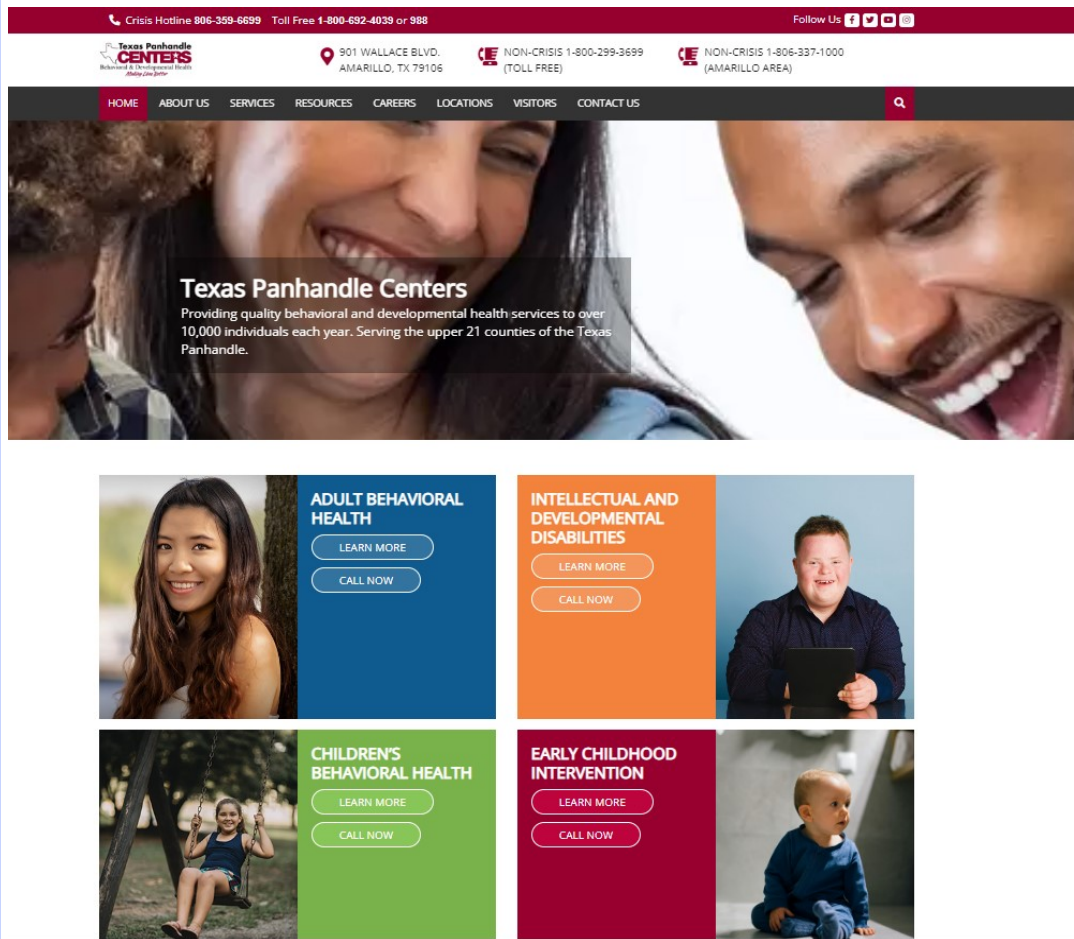 Crisis Hotline 806-359-6699 Toll Free 1-800-692-4039 or 988
Follow Us
Texas Panhandle
CENTERS
Behavioral & Developmental Health
Making Lives Better
901 WALLACE BLVD.
AMARILLO, TX 79106
NON-CRISIS 1-800-299-3699
(TOLL FREE)
NON-CRISIS 1-806-337-1000
(AMARILLO AREA)
HOME ABOUT US SERVICES RESOURCES CAREERS LOCATIONS VISITORS CONTACT US
Texas Panhandle Centers
Providing quality behavioral and developmental health services to over
10,000 individuals each year. Serving the upper 21 counties of the Texas
Panhandle.
ADULT BEHAVIORAL
HEALTH
LEARN MORE
CALL NOW
INTELLECTUAL AND
DEVELOPMENTAL
DISABILITIES
LEARN MORE
CALL NOW
CHILDREN'S
BEHAVIORAL HEALTH
LEARN MORE
CALL NOW
EARLY CHILDHOOD
INTERVENTION
LEARN MORE
CALL NOW